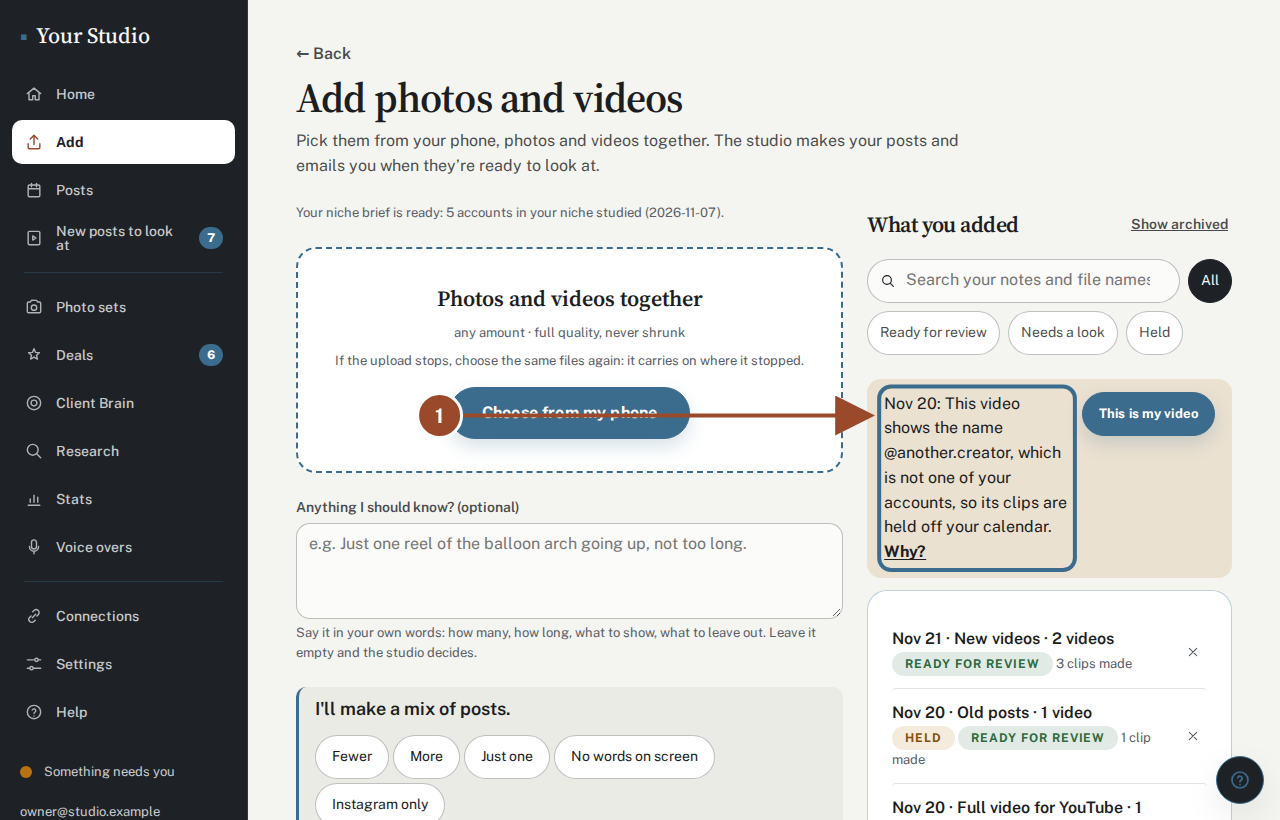 Your Studio
Home
Add
Posts
New posts to look
at
7
Photo sets
Deals
6
Client Brain
Research
Stats
Voice overs
Connections
Settings
Help
Something needs you
owner@studio.example
← Back
Add photos and videos
Pick them from your phone, photos and videos together. The studio makes your posts and
emails you when they're ready to look at.
Your niche brief is ready: 5 accounts in your niche studied (2026-11-07).
Photos and videos together
any amount · full quality, never shrunk
If the upload stops, choose the same files again: it carries on where it stopped.
1
Choose from my phone
Anything I should know? (optional)
e.g. Just one reel of the balloon arch going up, not too long.
Say it in your own words: how many, how long, what to show, what to leave out. Leave it
empty and the studio decides.
I'll make a mix of posts.
Fewer
More
Just one
No words on screen
Instagram only
What you added
Show archived
Search your notes and file names
All
Ready for review
Needs a look
Held
Nov 20: This video
shows the name
@another.creator, which
is not one of your
accounts, so its clips are
held off your calendar.
Why?
This is my video
Nov 21 · New videos · 2 videos
READY FOR REVIEW 3 clips made
Nov 20 · Old posts · 1 video
HELD READY FOR REVIEW 1 clip
made
Nov 20 · Full video for YouTube · 1